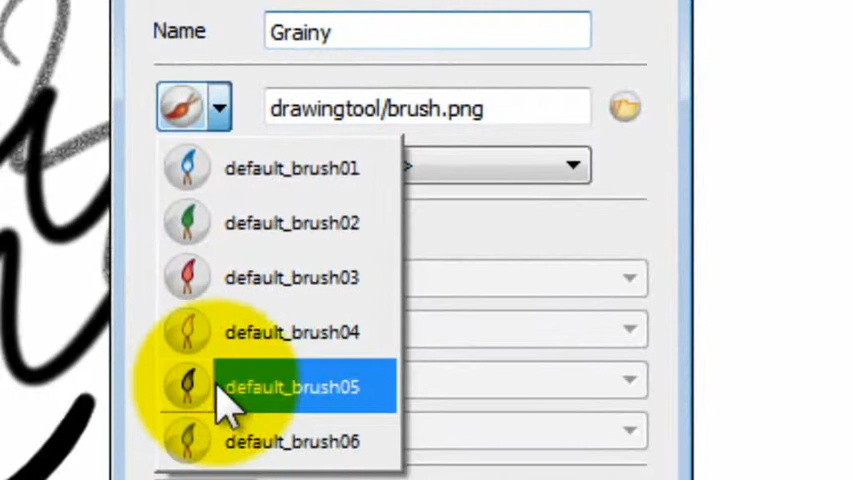 Name Grainy
drawingtool/brush.png
default_brush01
default_brush02
default_brush03
default_brush04
default_brush05
default_brush06